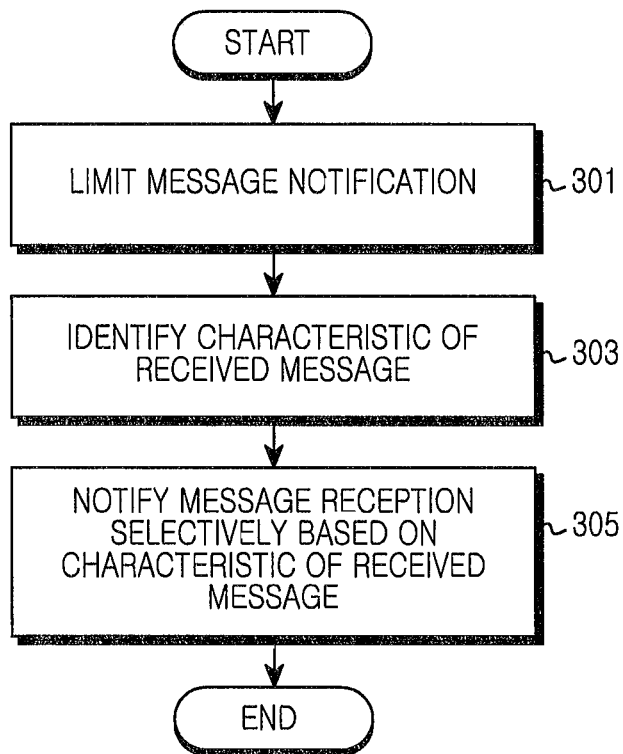 START
LIMIT MESSAGE NOTIFICATION
301
IDENTIFY CHARACTERISTIC OF
RECEIVED MESSAGE
303
NOTIFY MESSAGE RECEPTION
SELECTIVELY BASED ON
CHARACTERISTIC OF RECEIVED
MESSAGE
305
END